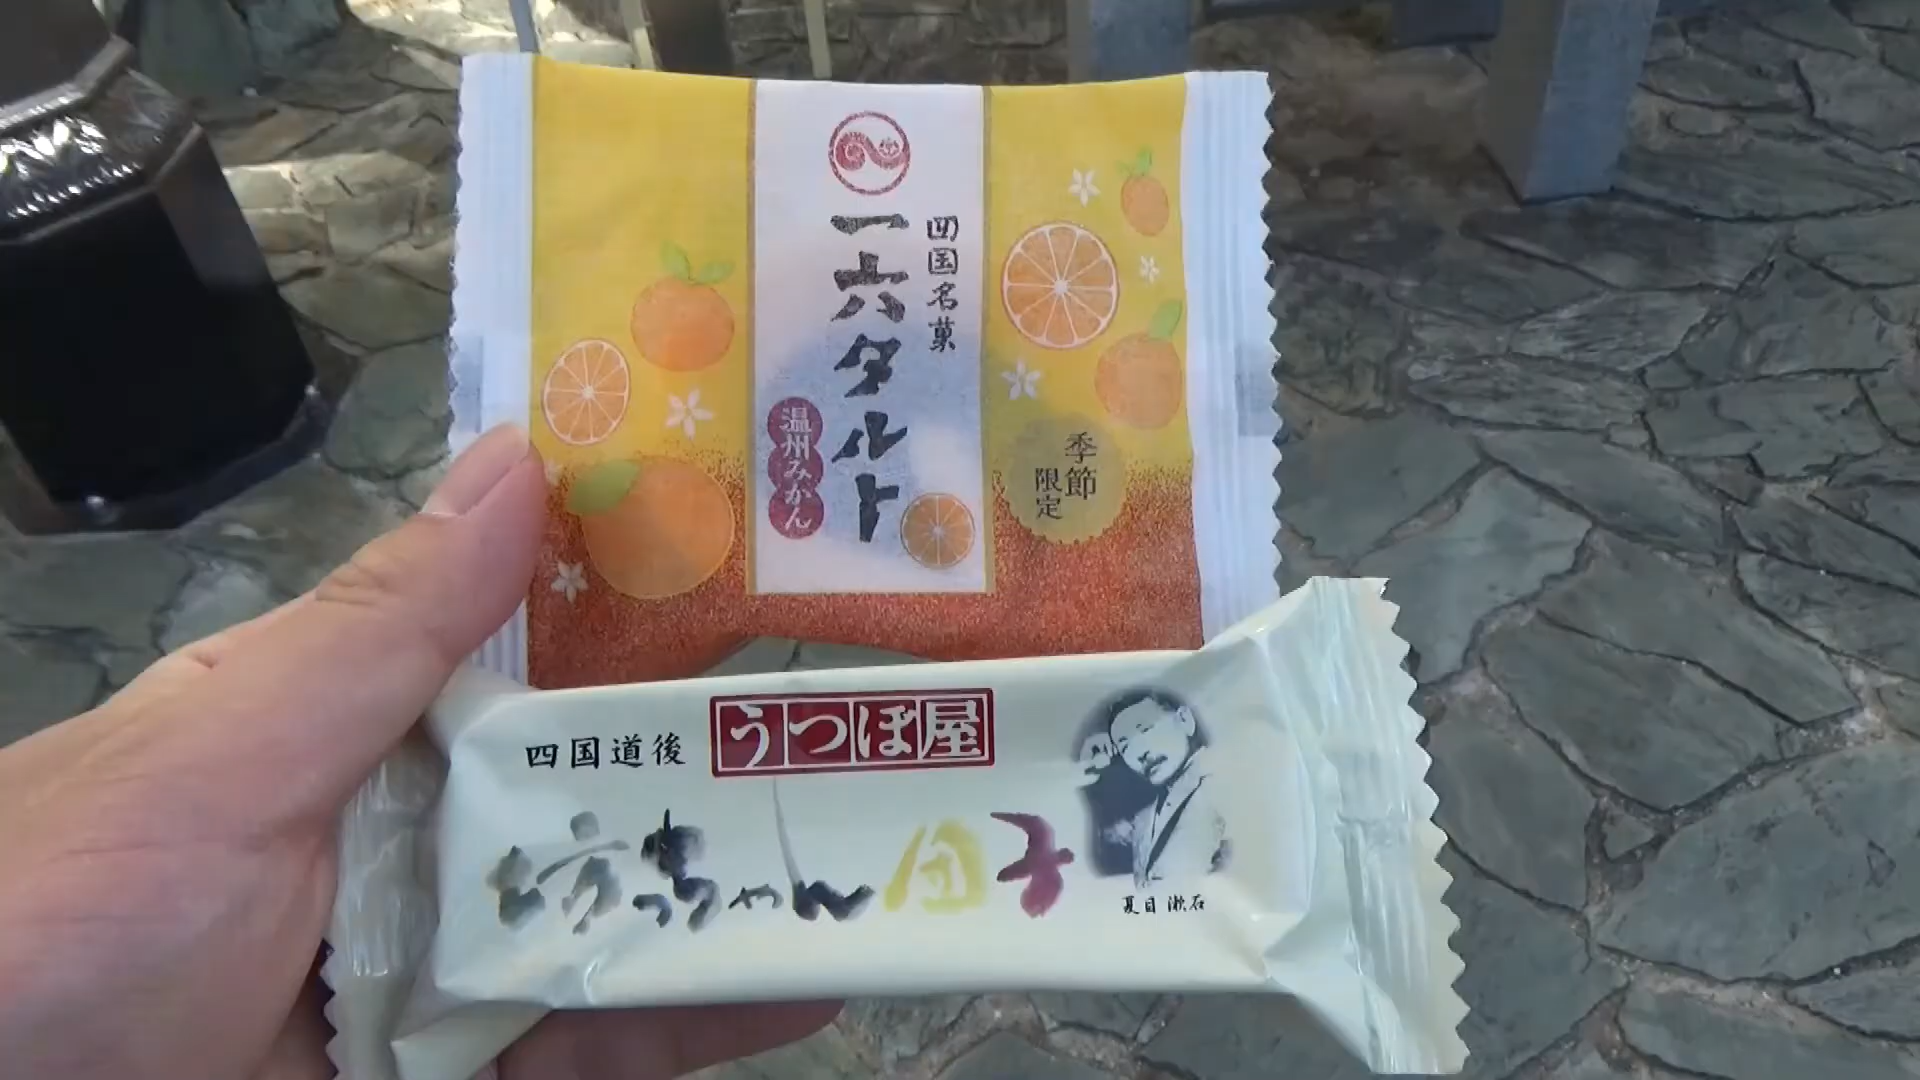 四国名菓
一六タルト
温州みかん
季節
限定
四国道後
うつぼ屋
坊っちゃん団子
夏目漱石